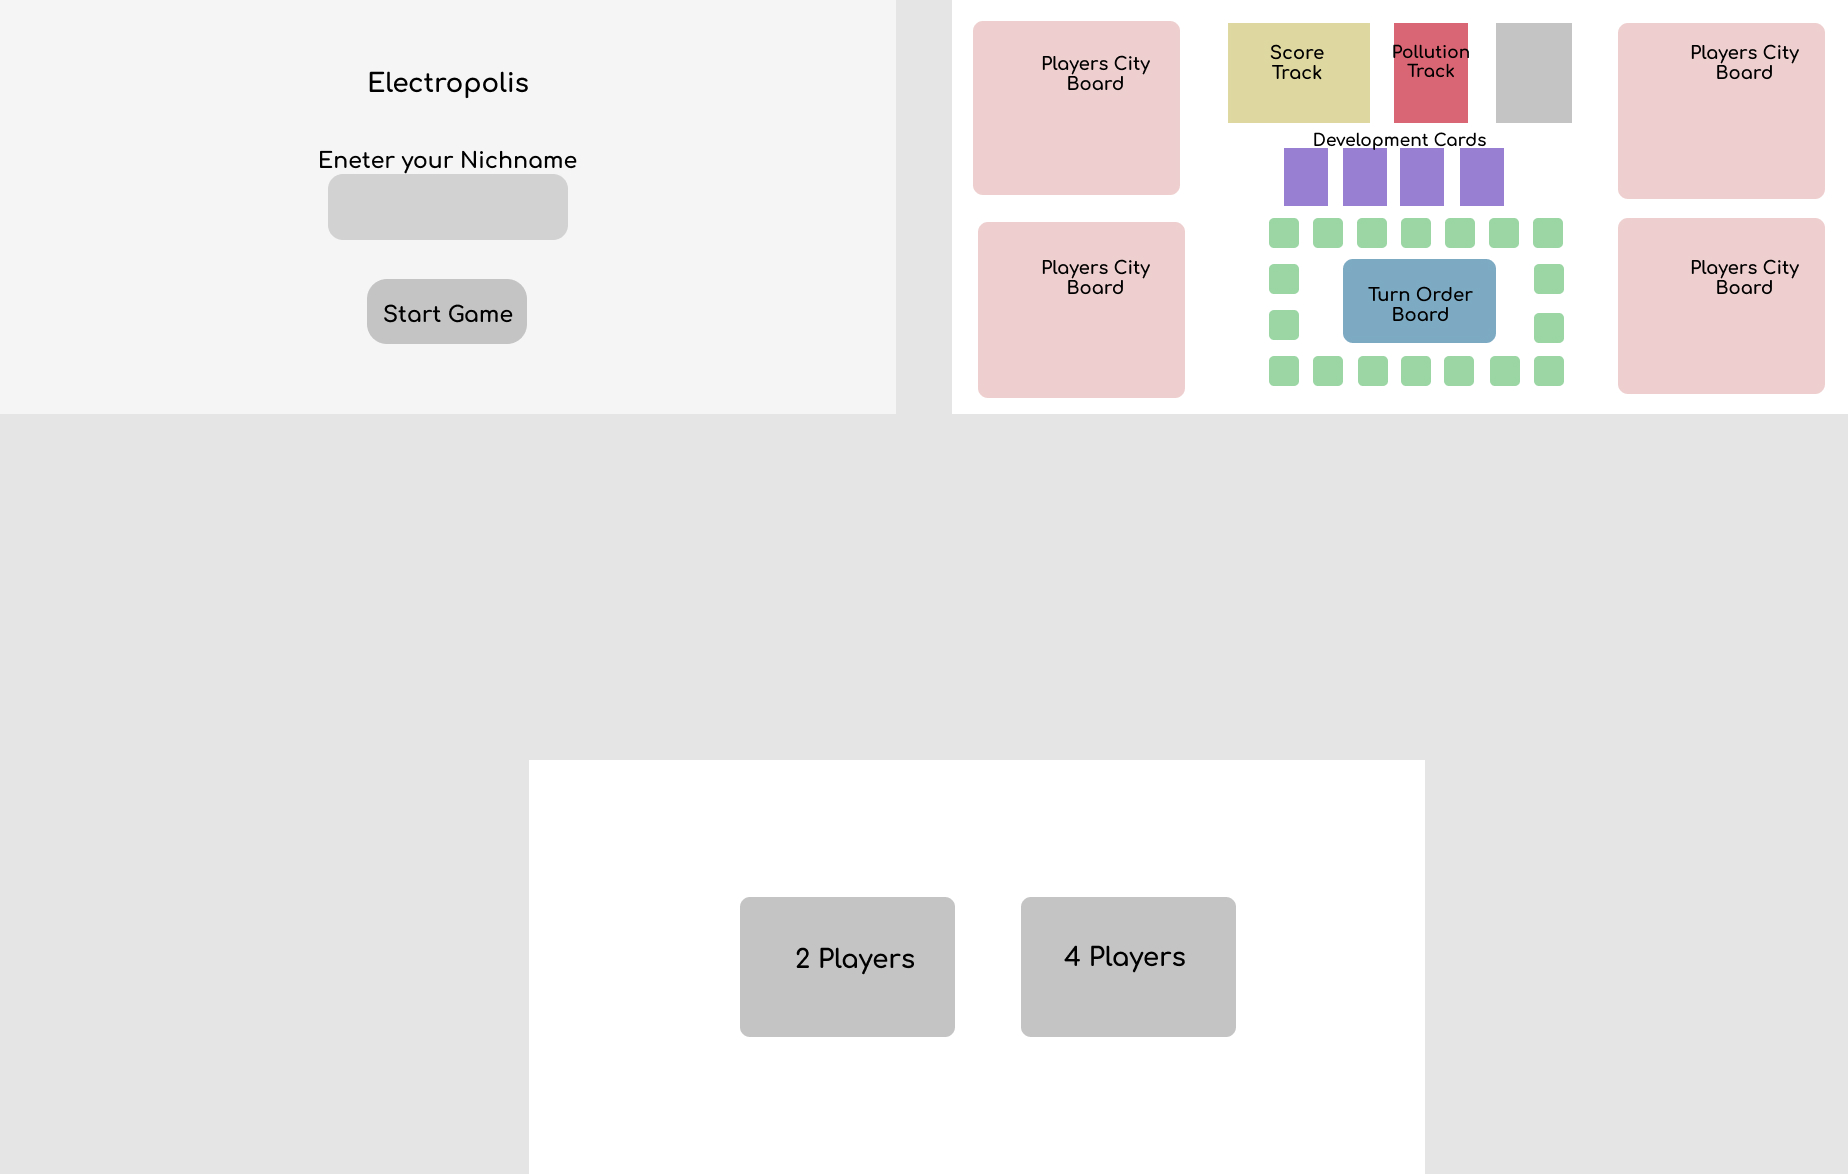 Electropolis
Eneter your Nichname
Start Game
Players City
Board
Score
Track
Pollution
Track
Players City
Board
Development Cards
Players City
Board
Turn Order
Board
Players City
Board
2 Players
4 Players